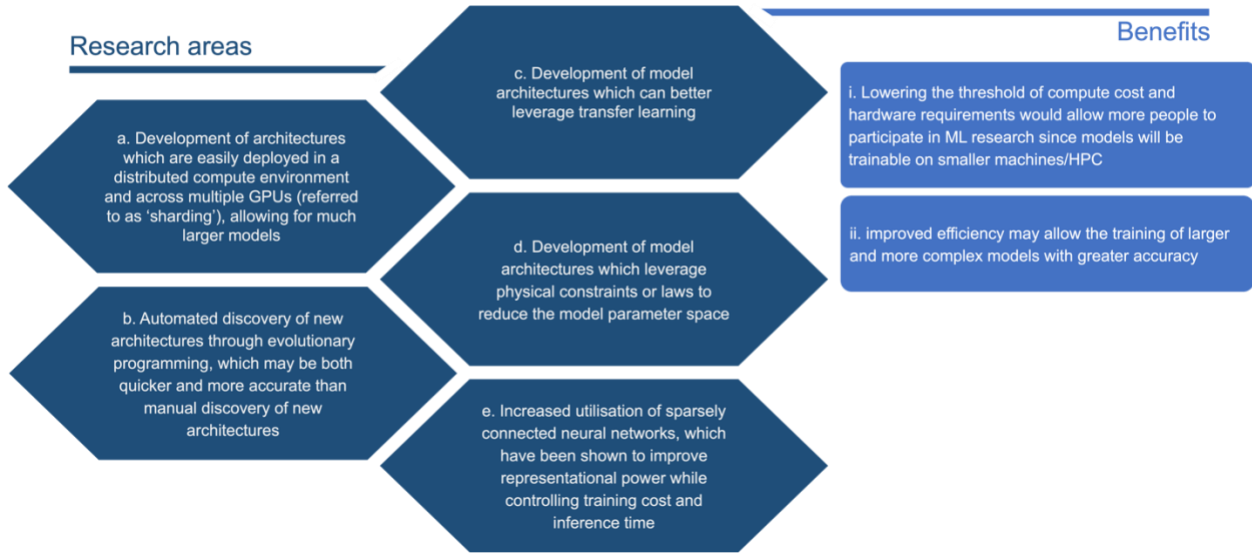 Research areas
a. Development of architectures
which are easily deployed in a
distributed compute environment
and across multiple GPUs (referred
to as ‘sharding’), allowing for much
larger models
b. Automated discovery of new
architectures through evolutionary
programming, which may be both
quicker and more accurate than
manual discovery of new
architectures
c. Development of model
architectures which can better
leverage transfer learning
d. Development of model
architectures which leverage
physical constraints or laws to
reduce the model parameter space
e. Increased utilisation of sparsely
connected neural networks, which
have been shown to improve
representational power while
controlling training cost and
inference time
Benefits
i. Lowering the threshold of compute cost and
hardware requirements would allow more people to
participate in ML research since models will be
trainable on smaller machines/HPC
ii. improved efficiency may allow the training of larger
and more complex models with greater accuracy